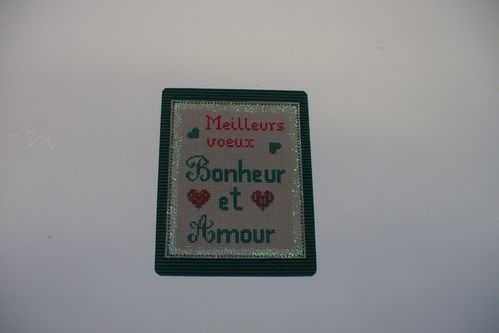 Meilleurs
voeux
Bonheur
et
Amour